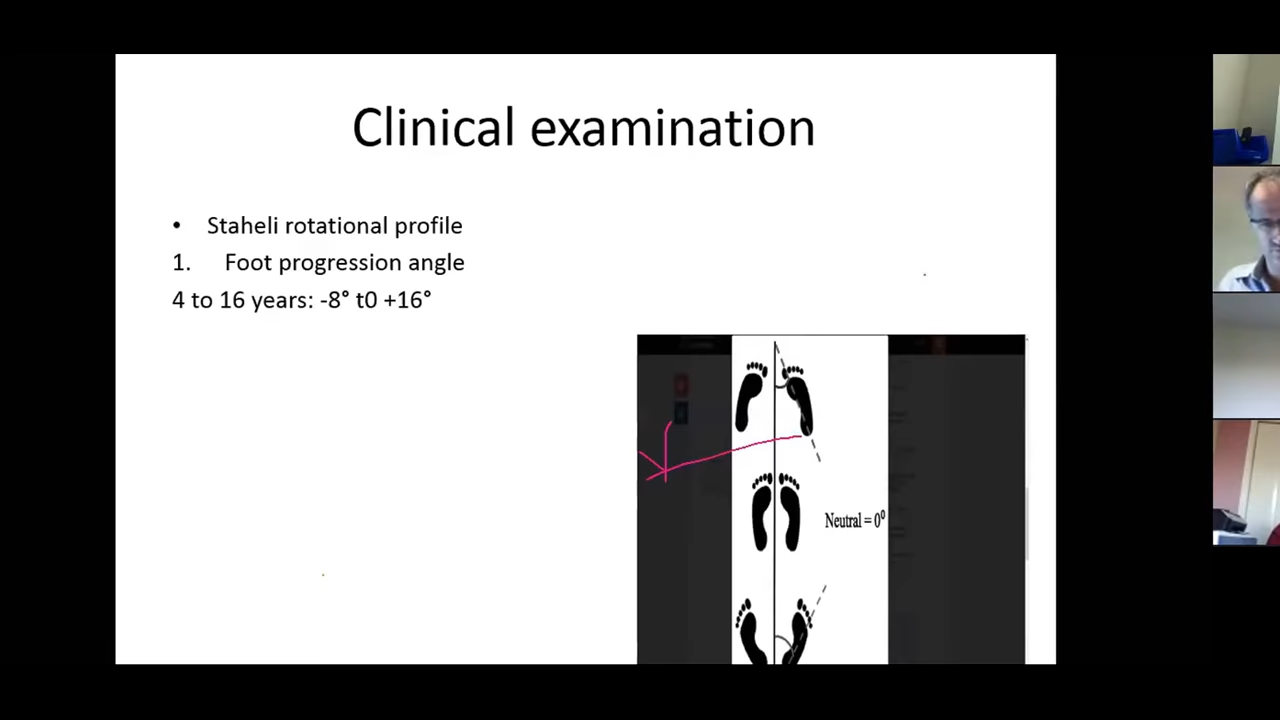 Clinical examination
• Staheli rotational profile
1. Foot progression angle
4 to 16 years: -8° t0 +16°
Neutral = 0⁰